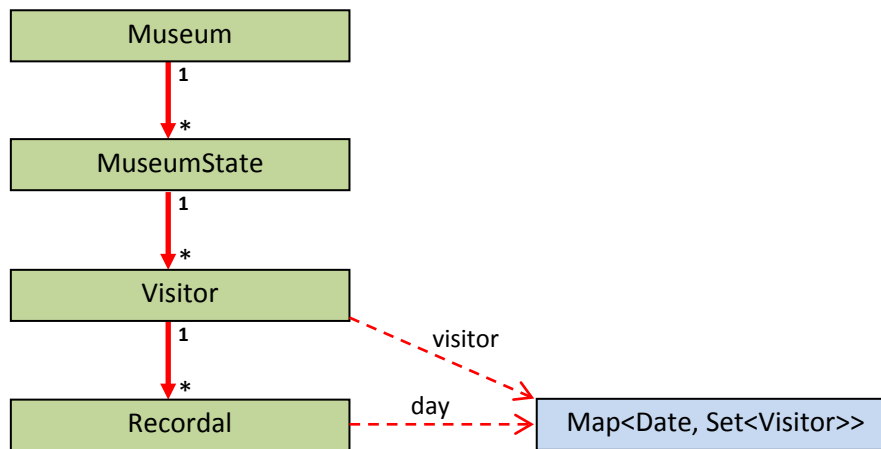 Museum
1
*
MuseumState
1
*
Visitor
1
visitor
*
day
Recordal
Map<Date, Set<Visitor>>